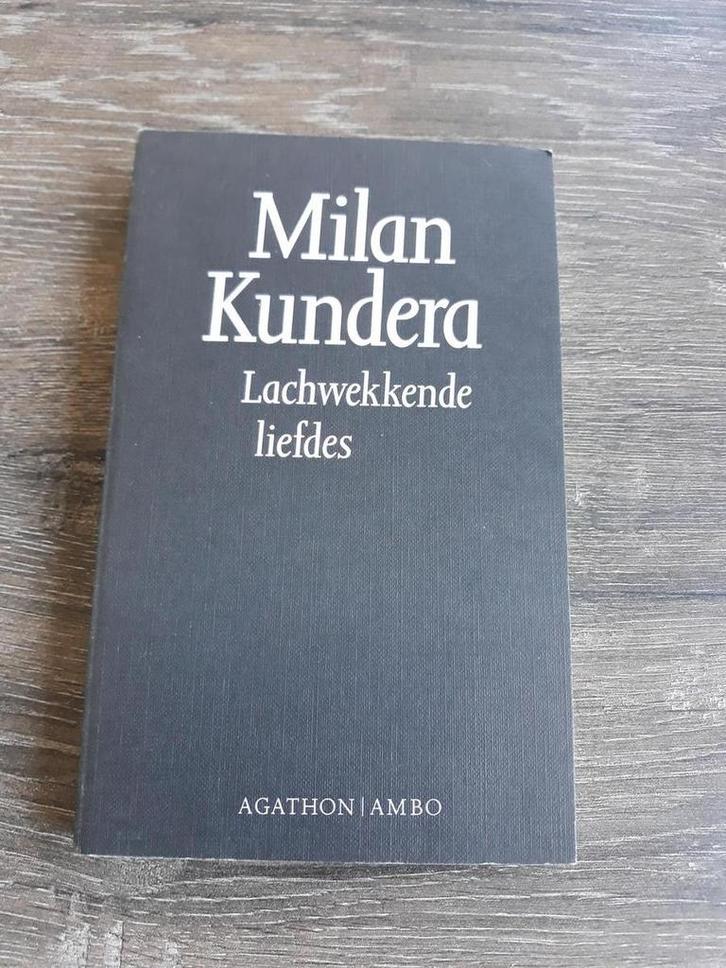 Milan
Kundera
Lachwekkende
liefdes
AGATHON | AMBO